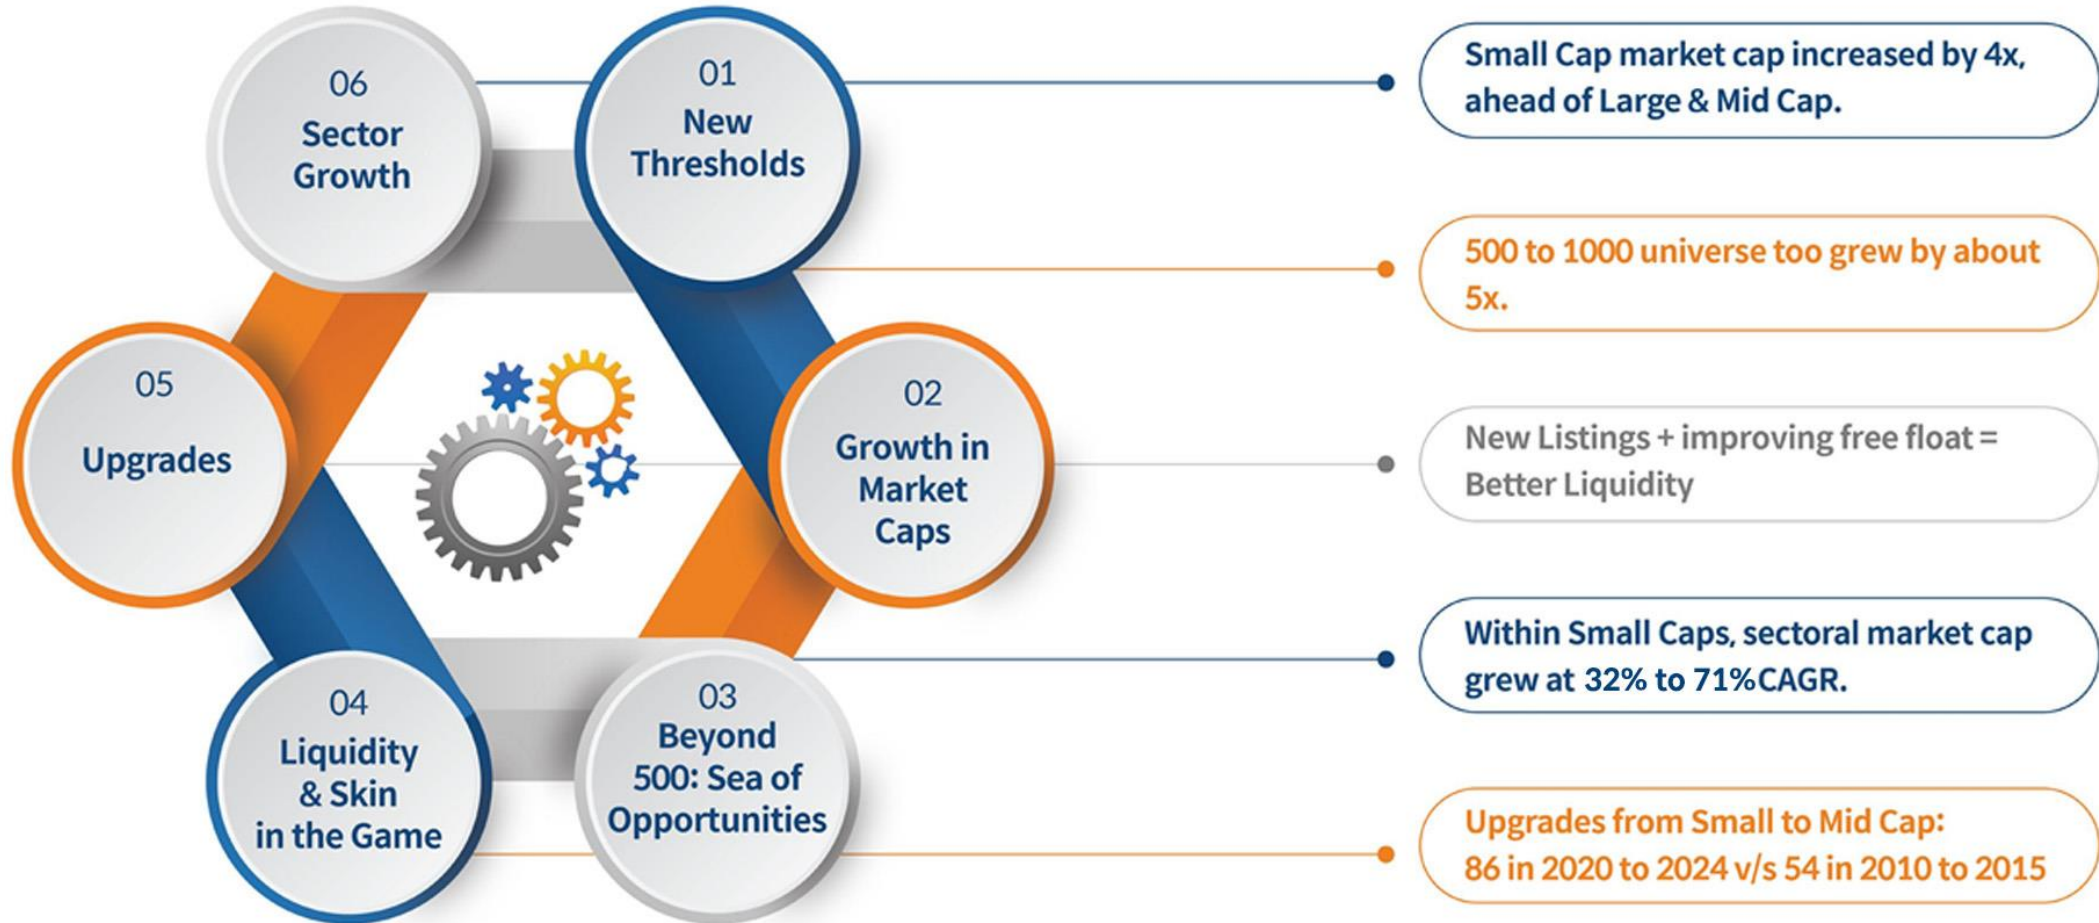 01
New
Thresholds
02
Growth in
Market
Caps
03
Beyond
500: Sea of
Opportunities
04
Liquidity
& Skin
in the Game
05
Upgrades
06
Sector
Growth
Small Cap market cap increased by 4x,
ahead of Large & Mid Cap.
500 to 1000 universe too grew by about
5x.
New Listings + improving free float =
Better Liquidity
Within Small Caps, sectoral market cap
grew at 32% to 71%CAGR.
Upgrades from Small to Mid Cap:
86 in 2020 to 2024 v/s 54 in 2010 to 2015